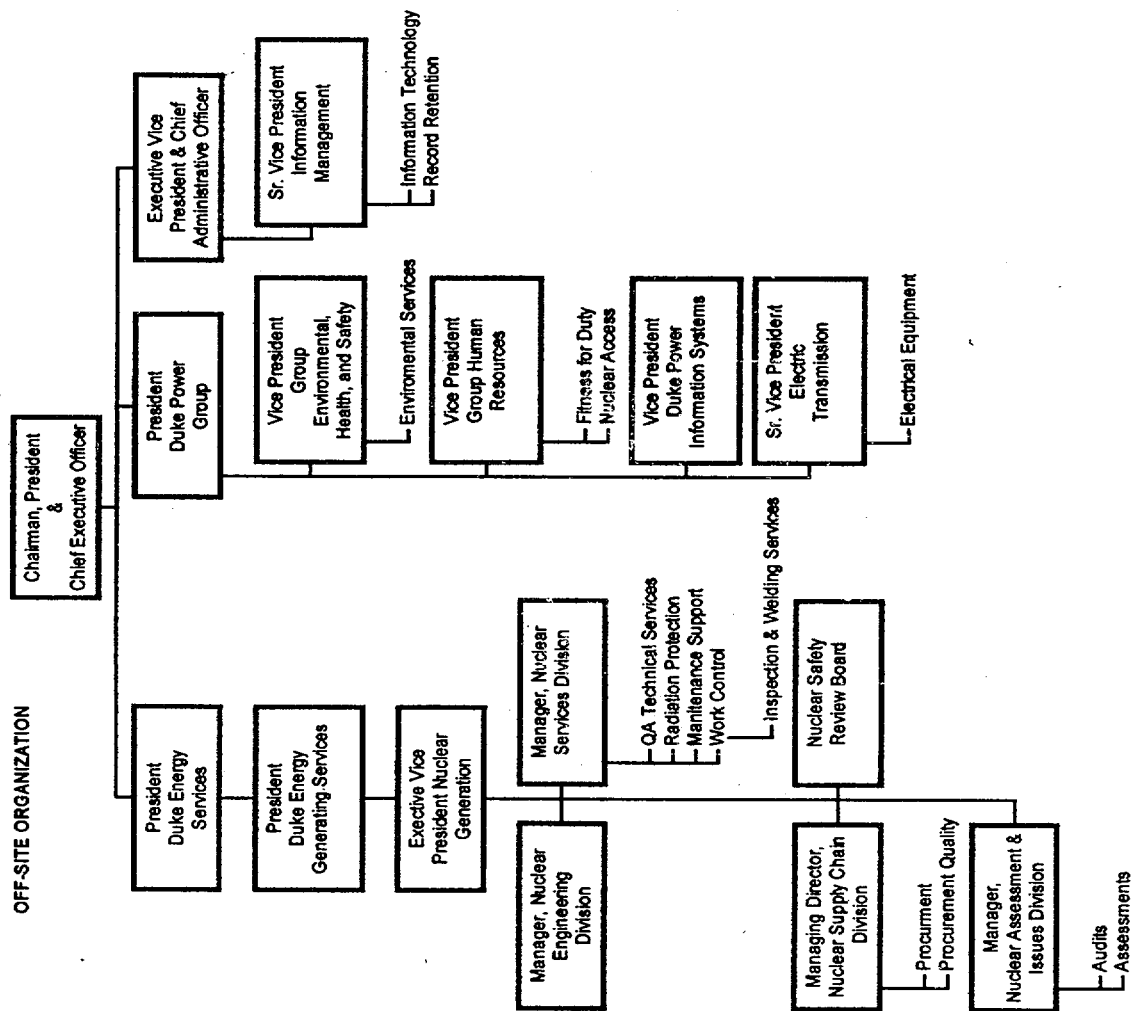 OFF-SITE ORGANIZATION
Chairman, President
&
Chief Executive Officer
President
Duke Energy
Services
President
Duke Power
Group
Executive Vice
President & Chief
Administrative Officer
President
Duke Energy
Generating Services
Vice President
Group
Environmental,
Health, and Safety
Enviromental Services
Sr. Vice President
Information
Management
Information Technology
Record Retention
Exective Vice
President Nuclear
Generation
Vice President
Group Human
Resources
Fitness for Duty
Nuclear Access
Manager, Nuclear
Engineering
Division
Manager, Nuclear
Services Division
QA Technical Services
Radiation Protection
Manittenance Support
Work Control
Inspection & Welding Services
Vice President
Duke Power
Information Systems
Sr. Vice President
Electric
Transmission
Electrical Equipment
Managing Director,
Nuclear Supply Chain
Division
Procurment
Procurement Quality
Nuclear Safety
Review Board
Manager,
Nuclear Assessment &
Issues Division
Audits
Assessments